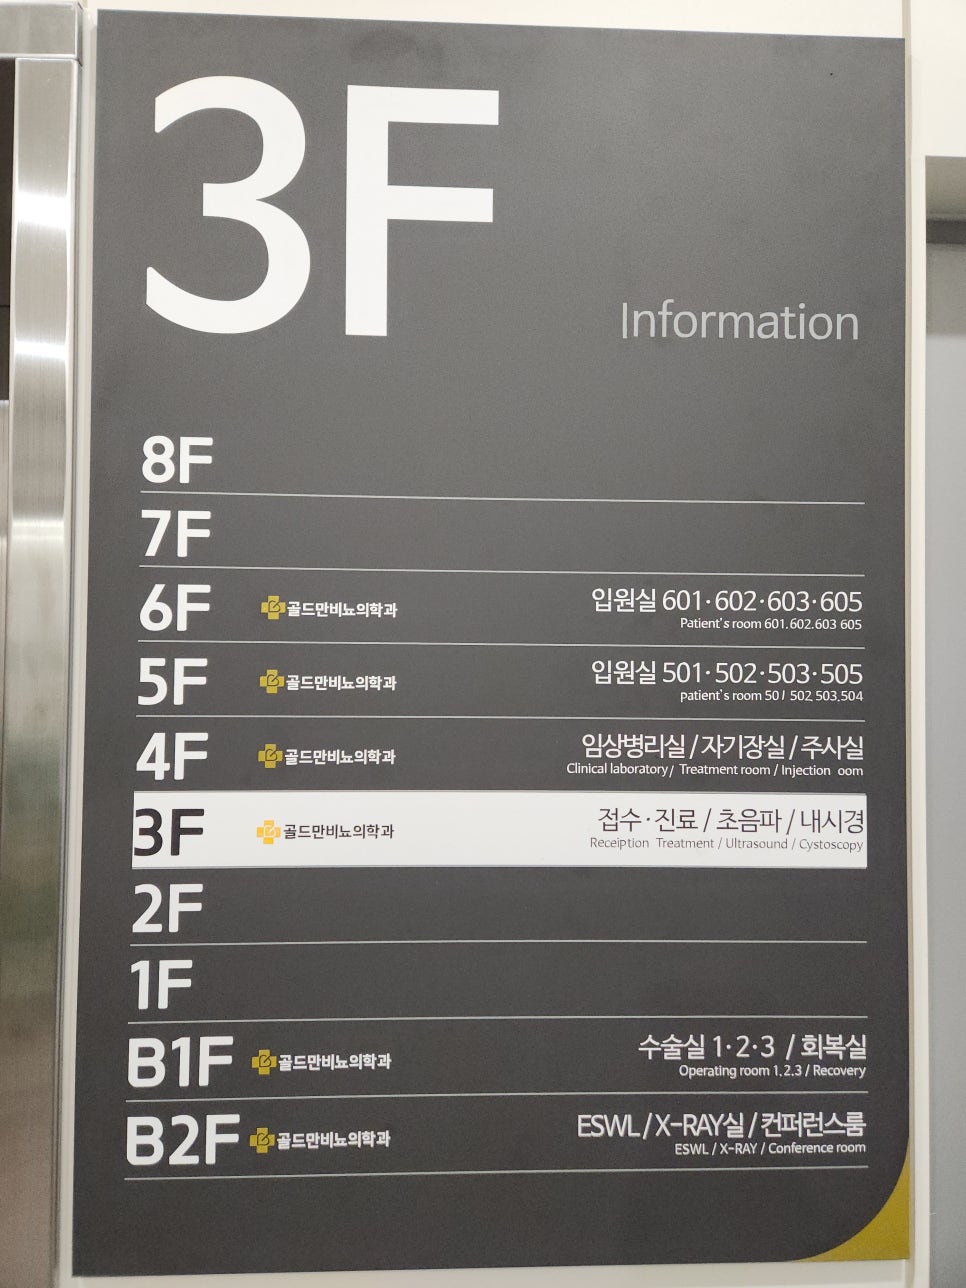 3F
Information
8F
7F
6F 골드만비뇨의학과 입원실 601·602·603·605
Patient's room 601.602.603 605
5F 골드만비뇨의학과 입원실 501·502·503·505
patient's room 501 502 503.504
4F 골드만비뇨의학과 임상병리실 / 자기장실 / 주사실
Clinical laboratory / Treatment room / Injection oom
3F 골드만비뇨의학과 접수·진료 / 초음파 / 내시경
Receiption Treatment / Ultrasound / Cystoscopy
2F
1F
B1F 골드만비뇨의학과 수술실 1·2·3 / 회복실
Operating room 1.2.3 / Recovery
B2F 골드만비뇨의학과 ESWL / X-RAY실 / 컨퍼런스룸
ESWL / X-RAY / Conference room